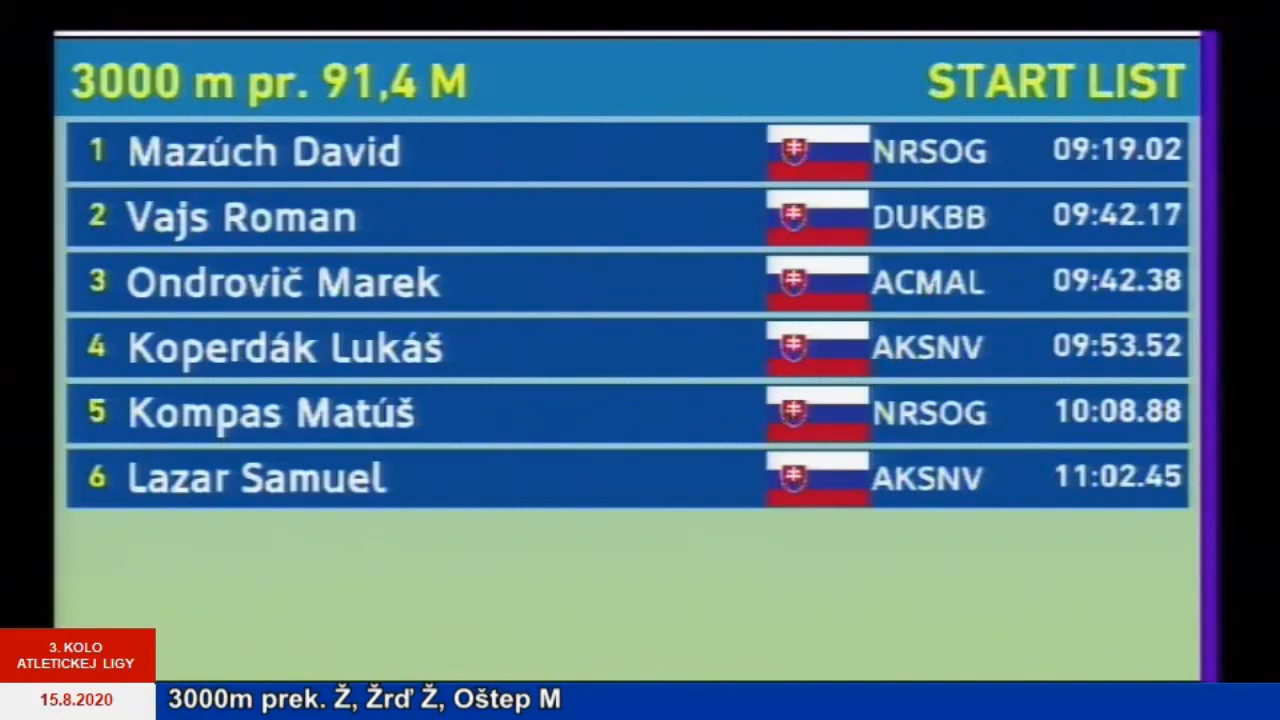 3000 m pr. 91,4 M START LIST
1 Mazúch David NRSOG 09:19.02
2 Vajs Roman DUKBB 09:42.17
3 Ondrovič Marek ACMAL 09:42.38
4 Koperdák Lukáš AKSNV 09:53.52
5 Kompas Matúš NRSOG 10:08.88
6 Lazar Samuel AKSNV 11:02.45
3. KOLO
ATLETICKEJ LIGY
15.8.2020
3000m prek. Ž, Žrď Ž, Oštep M